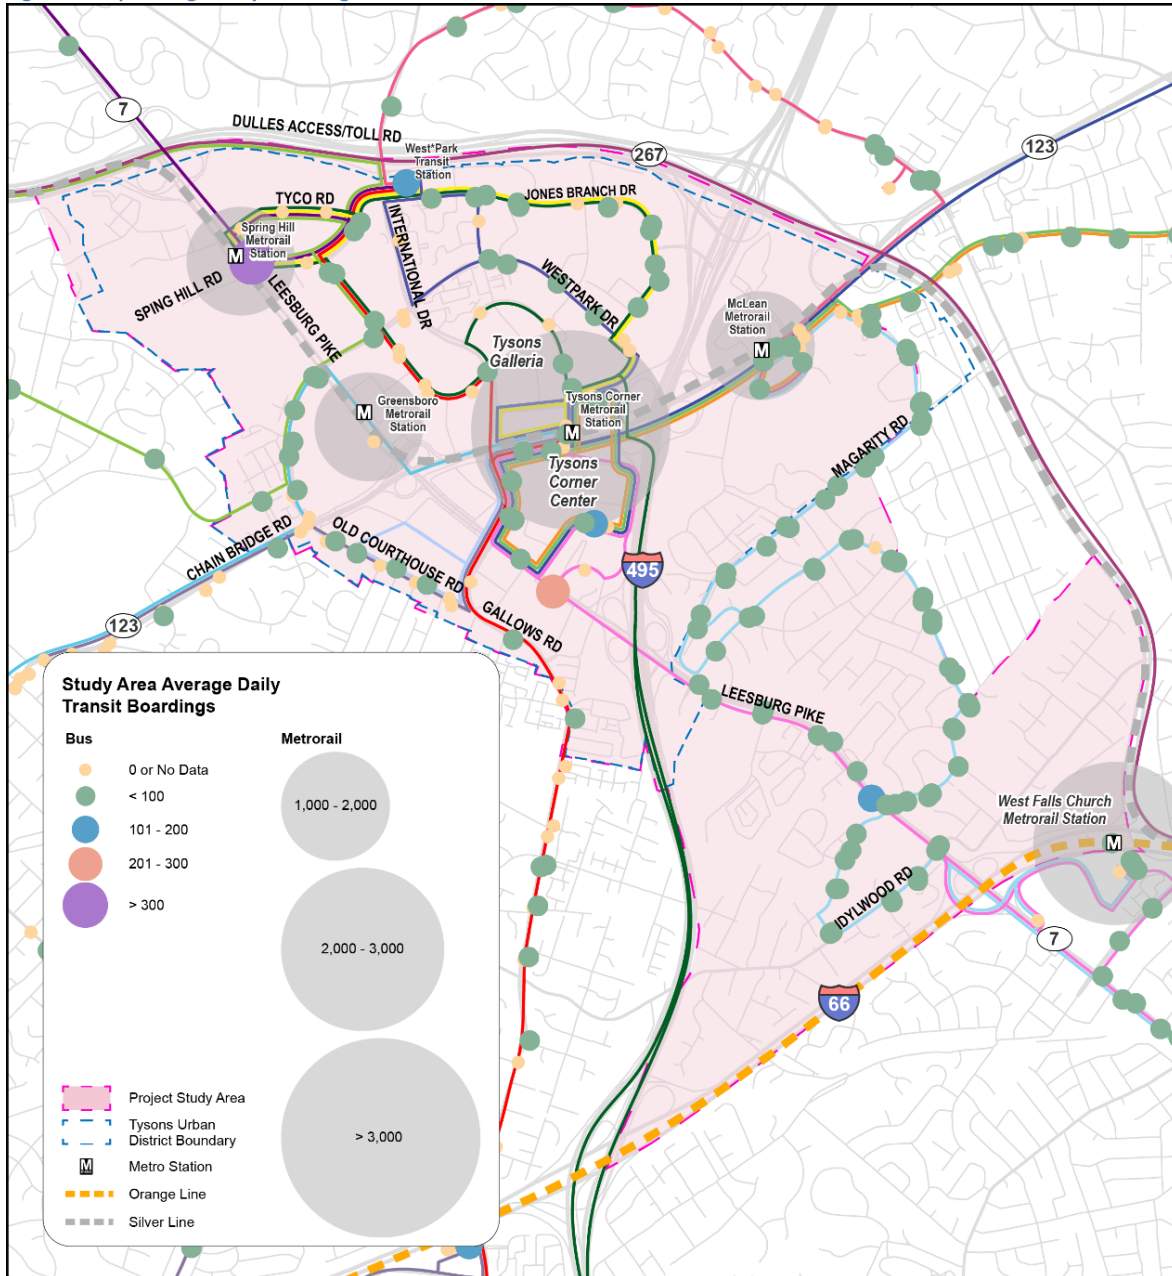 7
DULLES ACCESS/TOLL RD
267
123
West*Park
Transit
Station
TYCO RD
JONES BRANCH DR
INTERNATIONAL DR
Spring Hill
Metrorail
Station
M
SPING HILL RD
LEESBURG PIKE
WESTPARK DR
McLean
Metrorail
Station
M
Tysons
Galleria
Greensboro
Metrorail
Station
M
Tysons Corner
Metrorail
Station
M
Tysons
Corner
Center
MAGARITY RD
CHAIN BRIDGE RD
OLD COURTHOUSE RD
495
GALLOWS RD
123
LEESBURG PIKE
West Falls Church
Metrorail Station
M
IDYLWOOD RD
7
66
Study Area Average Daily
Transit Boardings
Bus
Metrorail
0 or No Data
< 100
101 - 200
201 - 300
> 300
1,000 - 2,000
2,000 - 3,000
> 3,000
Project Study Area
Tysons Urban
District Boundary
M
Metro Station
Orange Line
Silver Line